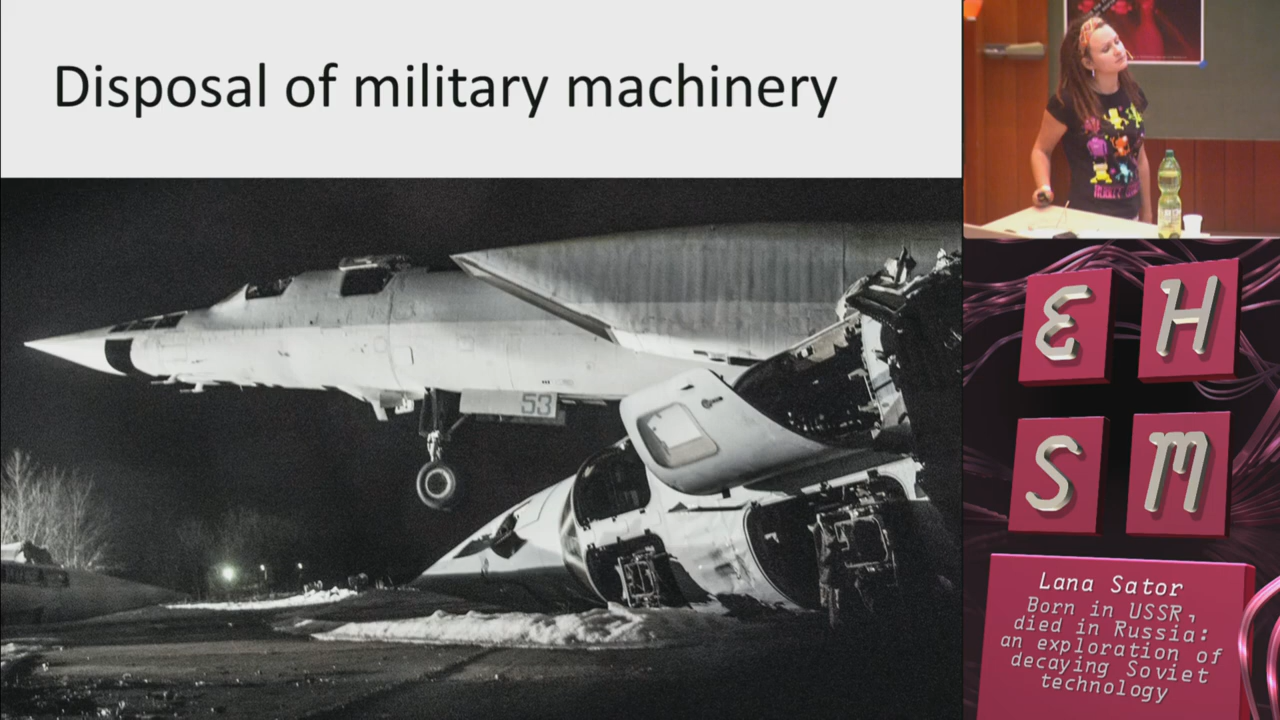 Disposal of military machinery
53
E H
S M
Lana Sator
Born in USSR,
died in Russia:
an exploration of
decaying Soviet
technology